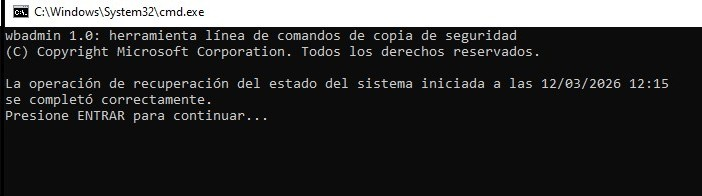 C:\Windows\System32\cmd.exe
wbadmin 1.0: herramienta línea de comandos de copia de seguridad
(C) Copyright Microsoft Corporation. Todos los derechos reservados.
La operación de recuperación del estado del sistema iniciada a las 12/03/2026 12:15
se completó correctamente.
Presione ENTRAR para continuar...